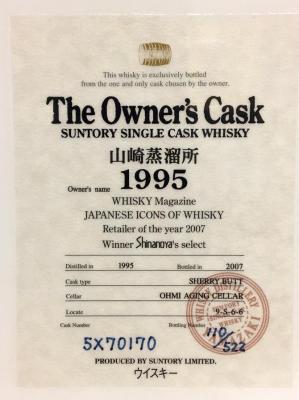 This whisky is exclusively bottled
from the one and only cask chosen by the owner.
The Owner's Cask
SUNTORY SINGLE CASK WHISKY
山崎蒸溜所
Owner's name 1995
WHISKY Magazine
JAPANESE ICONS OF WHISKY
Retailer of the year 2007
Winner Shinanoya's select
Distilled in 1995 Bottled in 2007
Cask type SHERRY BUTT
Cellar OHMI AGING CELLAR
Locate 9-5-6-6
Cask Number Bottling Number
5X70170 110/522
WHISKY DISTILLERY
SUNTORY
WHISKY
PRODUCED BY SUNTORY LIMITED.
ウイスキー